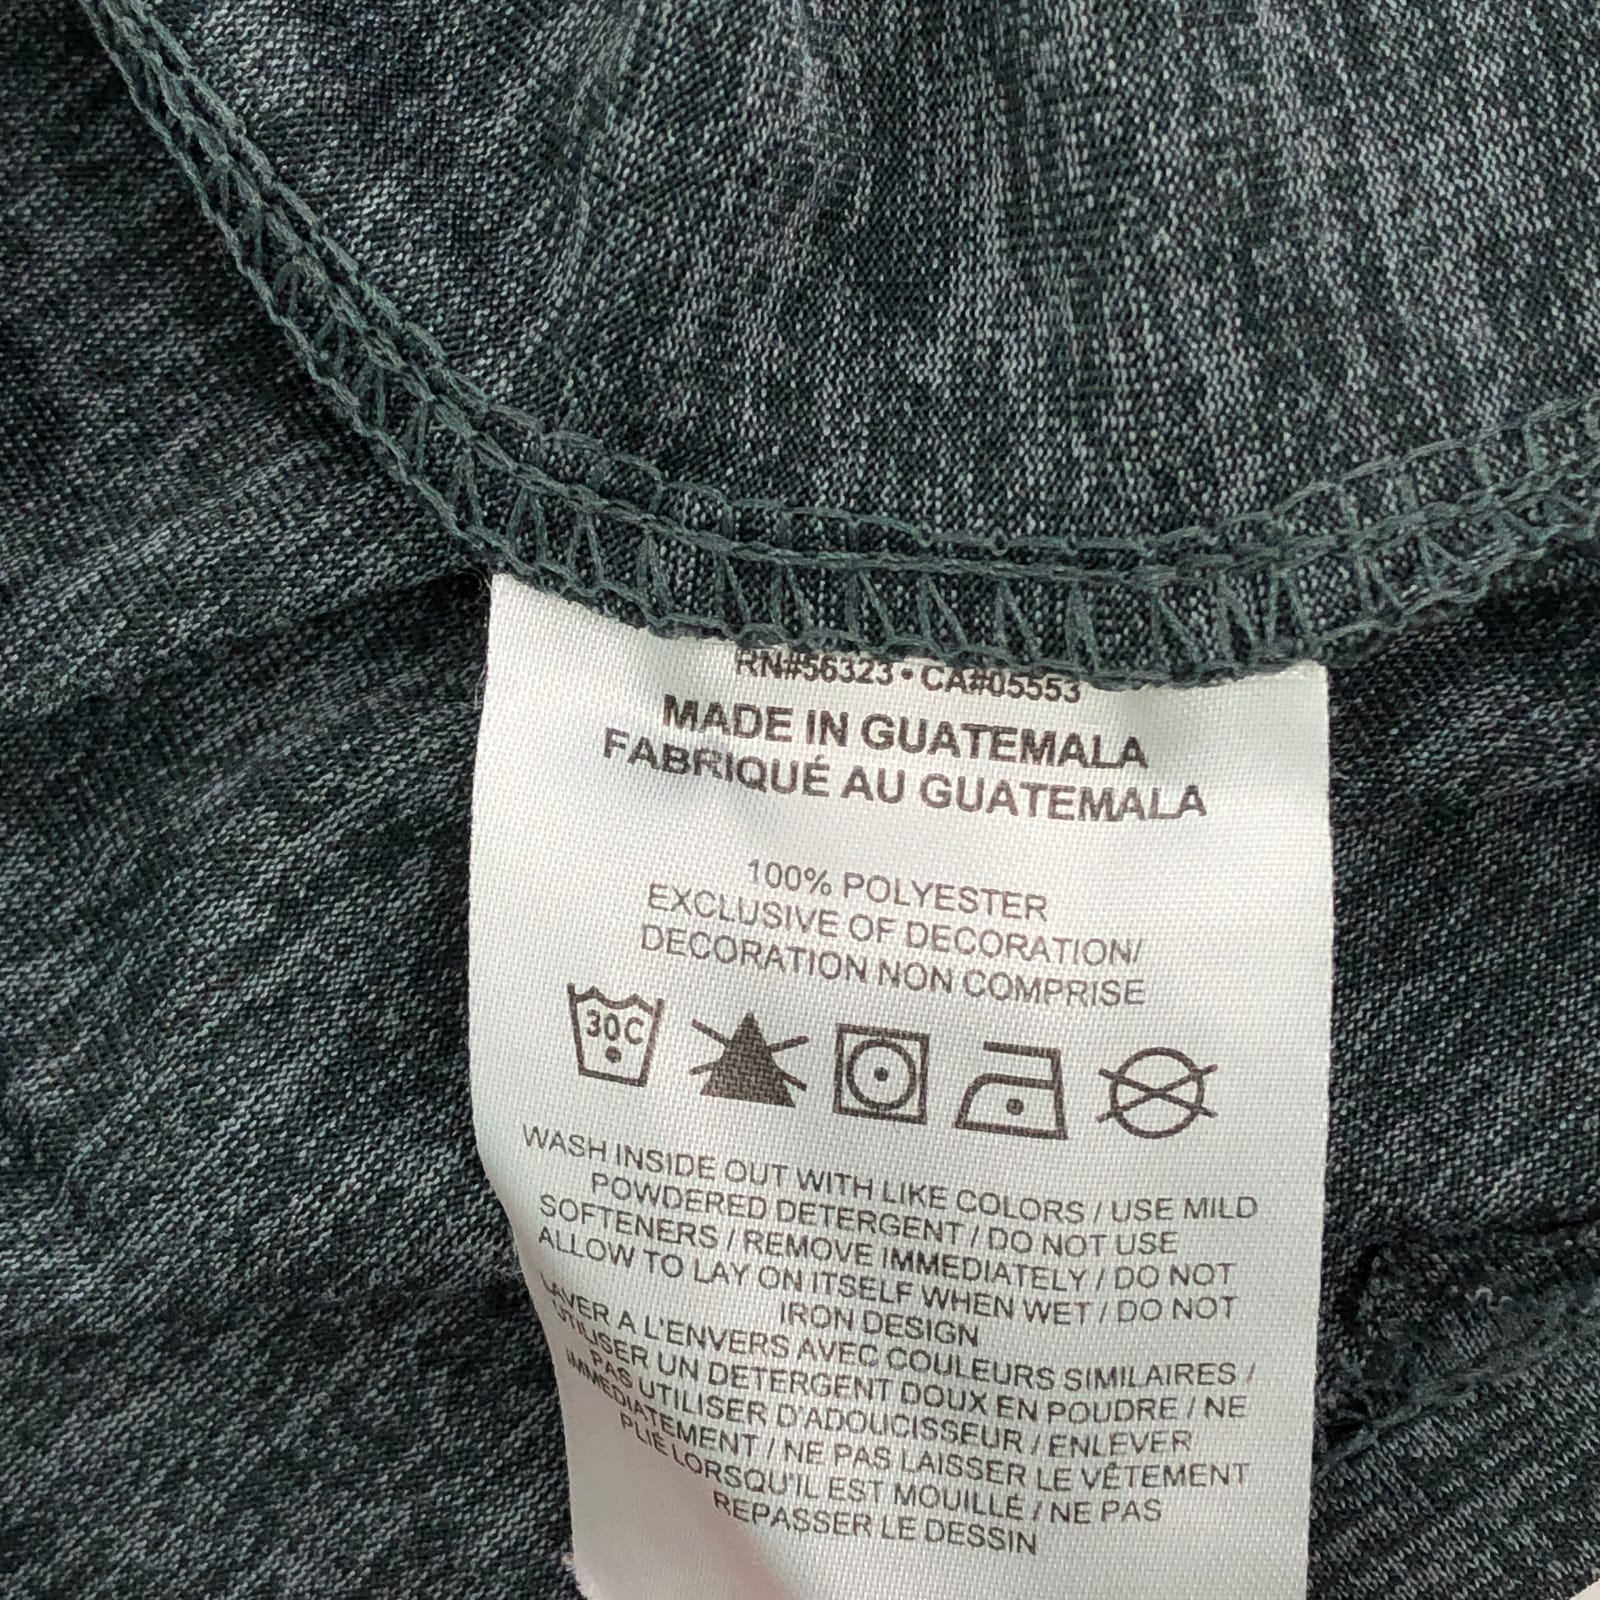 RN#56323 • CA#05553
MADE IN GUATEMALA
FABRIQUÉ AU GUATEMALA
100% POLYESTER
EXCLUSIVE OF DECORATION/
DECORATION NON COMPRISE
30C
WASH INSIDE OUT WITH LIKE COLORS / USE MILD
POWDERED DETERGENT / DO NOT USE
SOFTENERS / REMOVE IMMEDIATELY / DO NOT
ALLOW TO LAY ON ITSELF WHEN WET / DO NOT
IRON DESIGN
LAVER A L'ENVERS AVEC COULEURS SIMILAIRES /
UTILISER UN DETERGENT DOUX EN POUDRE / NE
PAS UTILISER D'ADOUCISSEUR / ENLEVER
IMMEDIATEMENT / NE PAS LAISSER LE VÊTEMENT
PLIÉ LORSQU'IL EST MOUILLÉ / NE PAS
REPASSER LE DESSIN